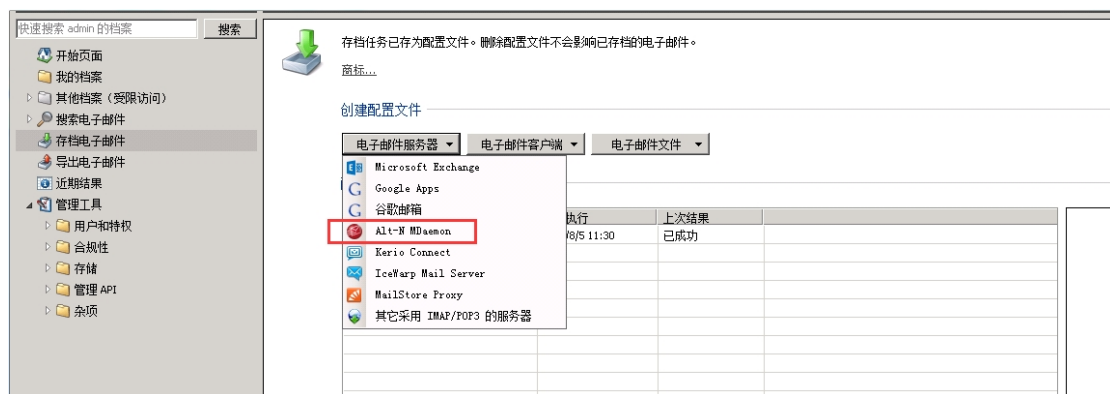 快速搜索 admin 的档案
搜索
开始页面
我的档案
其他档案（受限访问）
搜索电子邮件
存档电子邮件
导出电子邮件
近期结果
管理工具
用户和特权
合规性
存储
管理 API
杂项
存档任务已存为配置文件。删除配置文件不会影响已存档的电子邮件。
商标...
创建配置文件
电子邮件服务器
电子邮件客户端
电子邮件文件
Microsoft Exchange
Google Apps
谷歌邮箱
Alt-N MDaemon
Kerio Connect
IceWarp Mail Server
MailStore Proxy
其它采用 IMAP/POP3 的服务器
执行
上次结果
/8/5 11:30
已成功